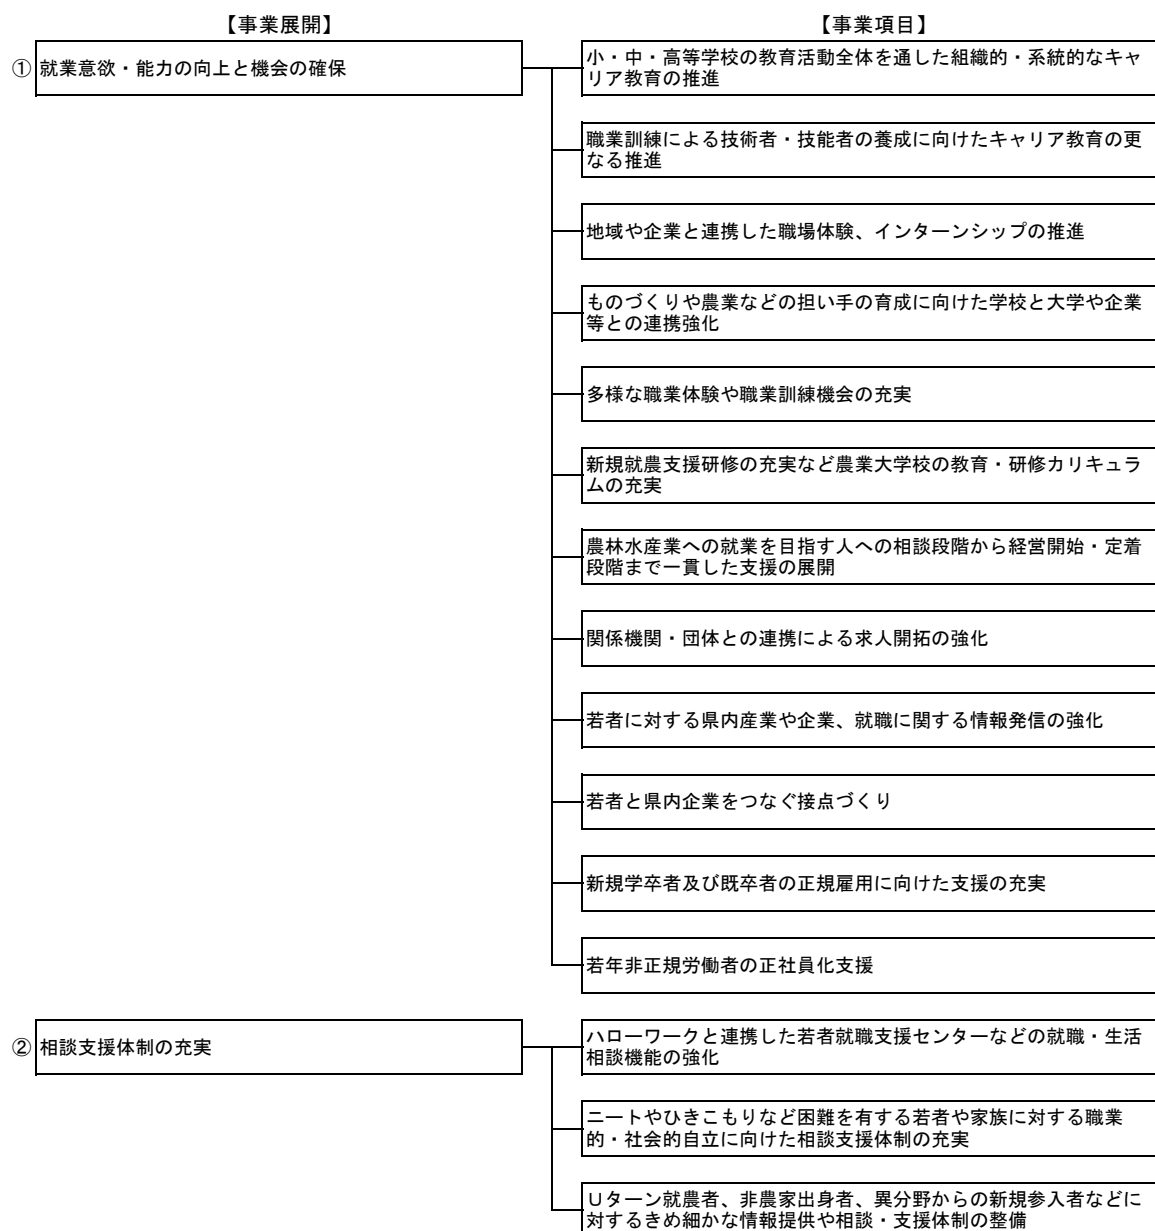 【事業展開】
【事業項目】
① 就業意欲・能力の向上と機会の確保
小・中・高等学校の教育活動全体を通した組織的・系統的なキャ
リア教育の推進
職業訓練による技術者・技能者の養成に向けたキャリア教育の更
なる推進
地域や企業と連携した職場体験、インターンシップの推進
ものづくりや農業などの担い手の育成に向けた学校と大学や企業
等との連携強化
多様な職業体験や職業訓練機会の充実
新規就農支援研修の充実など農業大学校の教育・研修カリキュラ
ムの充実
農林水産業への就業を目指す人への相談段階から経営開始・定着
段階まで一貫した支援の展開
関係機関・団体との連携による求人開拓の強化
若者に対する県内産業や企業、就職に関する情報発信の強化
若者と県内企業をつなぐ接点づくり
新規学卒者及び既卒者の正規雇用に向けた支援の充実
若年非正規労働者の正社員化支援
② 相談支援体制の充実
ハローワークと連携した若者就職支援センターなどの就職・生活
相談機能の強化
ニートやひきこもりなど困難を有する若者や家族に対する職業
的・社会的自立に向けた相談支援体制の充実
Ｕターン就農者、非農家出身者、異分野からの新規参入者などに
対するきめ細かな情報提供や相談・支援体制の整備